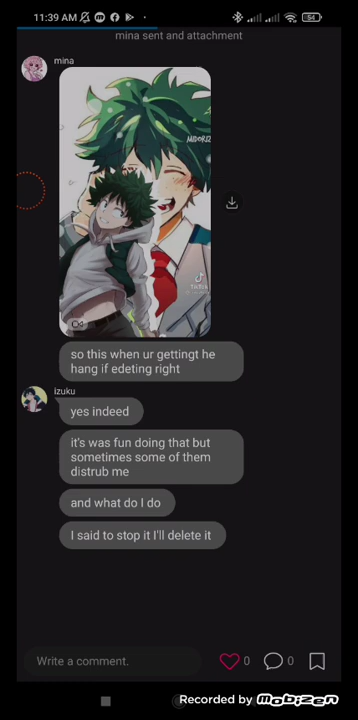 11:39 AM
54
mina sent and attachment
mina
TikTok
so this when ur gettingt he
hang if edeting right
izuku
yes indeed
it's was fun doing that but
sometimes some of them
distrub me
and what do I do
I said to stop it I'll delete it
Write a comment.
0
0
Recorded by Mobizen